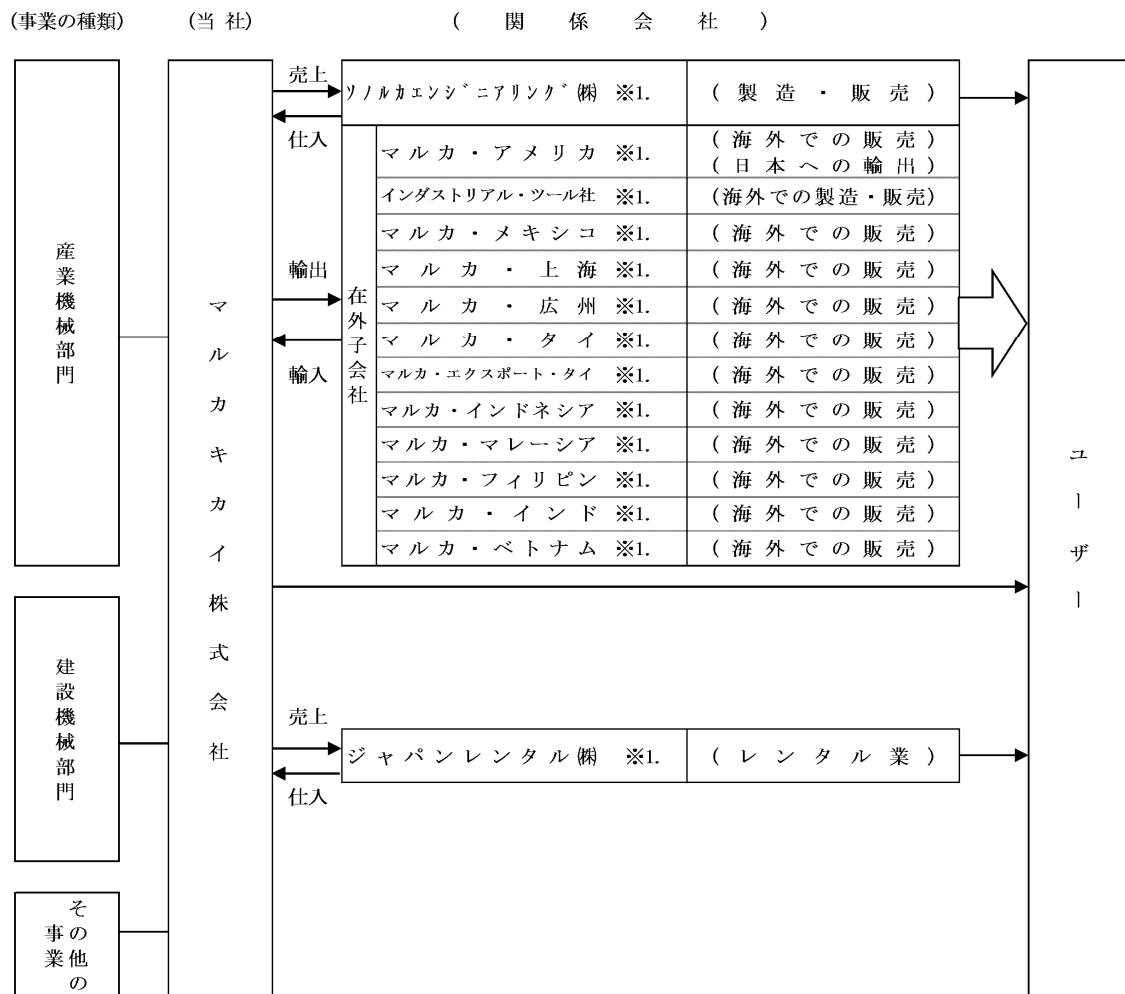 (事業の種類) (当 社) ( 関 係 会 社 )
産業機械部門
マルカキカイ株式会社
売上
仕入
ソノルカエンジニアリング㈱ ※1. ( 製 造 ・ 販 売 )
在外子会社
輸出
輸入
マルカ・アメリカ ※1. ( 海 外 で の 販 売 )
( 日 本 へ の 輸 出 )
インダストリアル・ツール社 ※1. (海外での製造・販売)
マルカ・メキシコ ※1. ( 海 外 で の 販 売 )
マルカ・上海 ※1. ( 海 外 で の 販 売 )
マルカ・広州 ※1. ( 海 外 で の 販 売 )
マルカ・タイ ※1. ( 海 外 で の 販 売 )
マルカ・エクスポート・タイ ※1. ( 海 外 で の 販 売 )
マルカ・インドネシア ※1. ( 海 外 で の 販 売 )
マルカ・マレーシア ※1. ( 海 外 で の 販 売 )
マルカ・フィリピン ※1. ( 海 外 で の 販 売 )
マルカ・インド ※1. ( 海 外 で の 販 売 )
マルカ・ベトナム ※1. ( 海 外 で の 販 売 )
ユーザー
建設機械部門
売上
仕入
ジャパンレンタル㈱ ※1. ( レ ン タ ル 業 )
その他の
事業